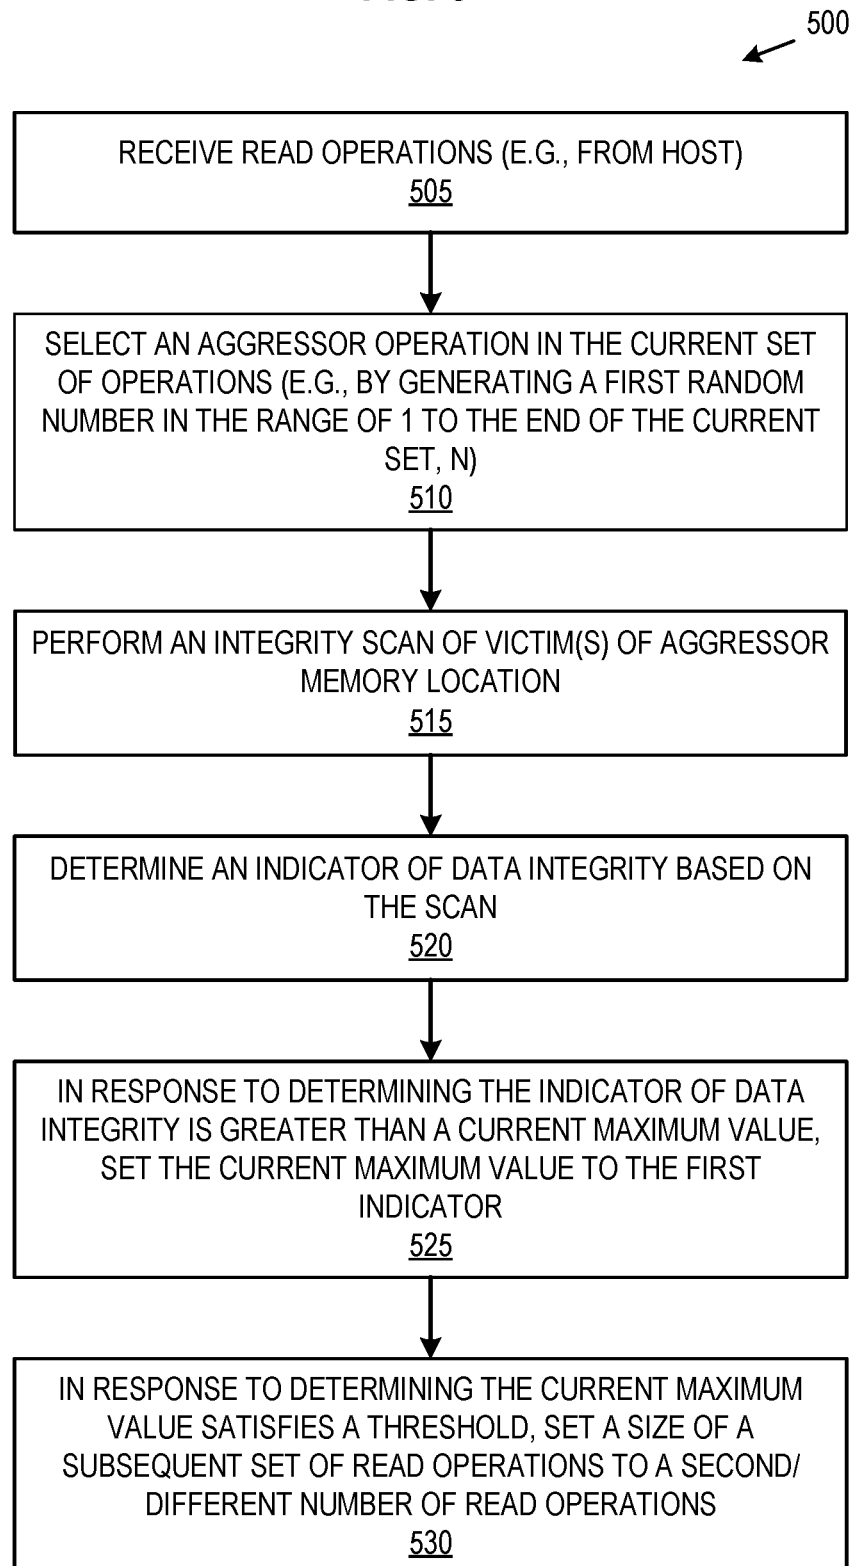 500
RECEIVE READ OPERATIONS (E.G., FROM HOST)
505
SELECT AN AGGRESSOR OPERATION IN THE CURRENT SET
OF OPERATIONS (E.G., BY GENERATING A FIRST RANDOM
NUMBER IN THE RANGE OF 1 TO THE END OF THE CURRENT
SET, N)
510
PERFORM AN INTEGRITY SCAN OF VICTIM(S) OF AGGRESSOR
MEMORY LOCATION
515
DETERMINE AN INDICATOR OF DATA INTEGRITY BASED ON
THE SCAN
520
IN RESPONSE TO DETERMINING THE INDICATOR OF DATA
INTEGRITY IS GREATER THAN A CURRENT MAXIMUM VALUE,
SET THE CURRENT MAXIMUM VALUE TO THE FIRST
INDICATOR
525
IN RESPONSE TO DETERMINING THE CURRENT MAXIMUM
VALUE SATISFIES A THRESHOLD, SET A SIZE OF A
SUBSEQUENT SET OF READ OPERATIONS TO A SECOND/
DIFFERENT NUMBER OF READ OPERATIONS
530